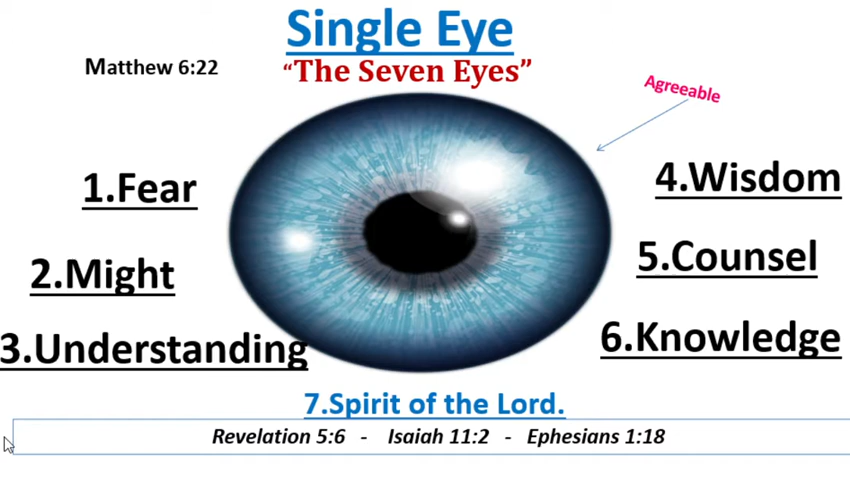 Single Eye
Matthew 6:22
“The Seven Eyes”
Agreeable
1.Fear
2.Might
3.Understanding
4.Wisdom
5.Counsel
6.Knowledge
7.Spirit of the Lord.
Revelation 5:6 - Isaiah 11:2 - Ephesians 1:18